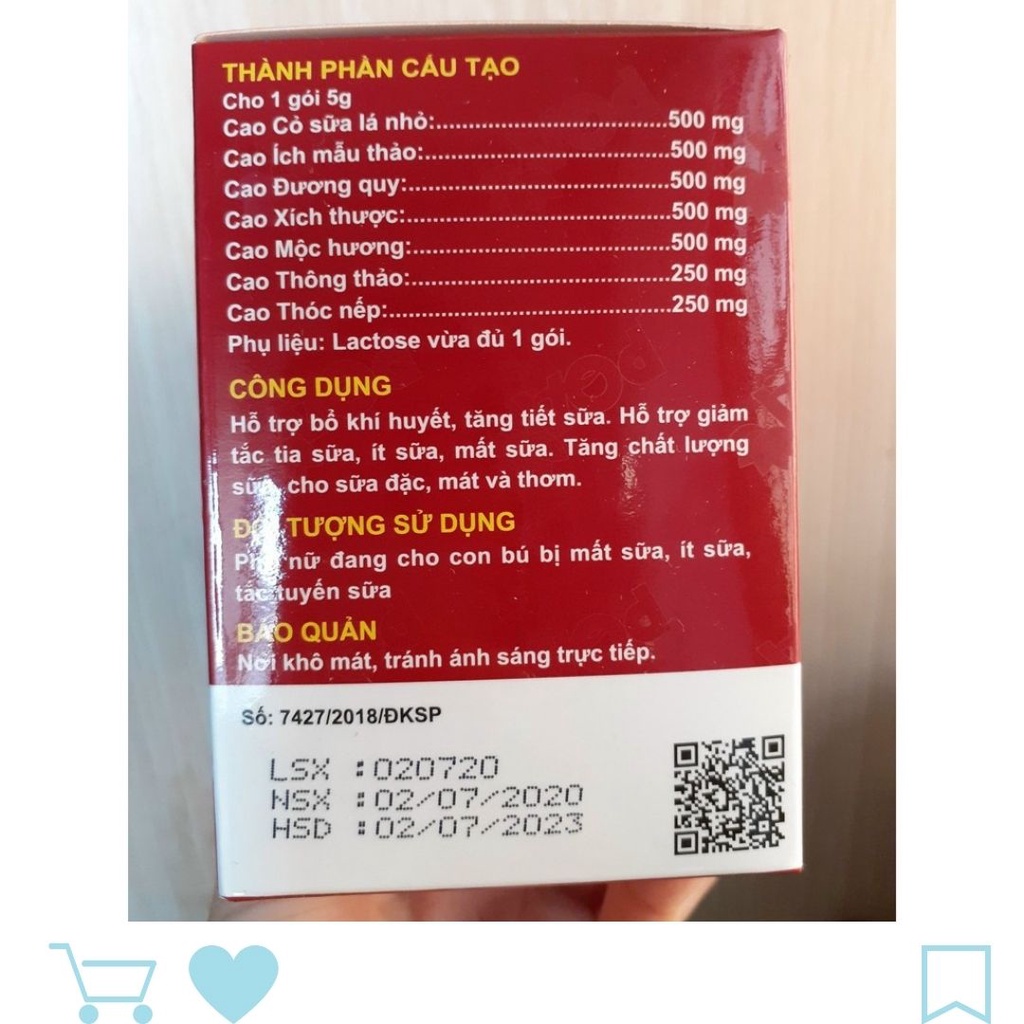 THÀNH PHẦN CẤU TẠO
Cho 1 gói 5g
Cao Cỏ sữa lá nhỏ:....................................500 mg
Cao Ích mẫu thảo:......................................500 mg
Cao Đương quy:.........................................500 mg
Cao Xích thược:.........................................500 mg
Cao Mộc hương:........................................500 mg
Cao Thông thảo:........................................250 mg
Cao Thóc nếp:............................................250 mg
Phụ liệu: Lactose vừa đủ 1 gói.
CÔNG DỤNG
Hỗ trợ bổ khí huyết, tăng tiết sữa. Hỗ trợ giảm
tắc tia sữa, ít sữa, mất sữa. Tăng chất lượng
sữa, cho sữa đặc, mát và thơm.
ĐỐI TƯỢNG SỬ DỤNG
Phụ nữ đang cho con bú bị mất sữa, ít sữa,
tắc tuyến sữa
BẢO QUẢN
Nơi khô mát, tránh ánh sáng trực tiếp.
Số: 7427/2018/ĐKSP
LSX :020720
NSX :02/07/2020
HSD :02/07/2023